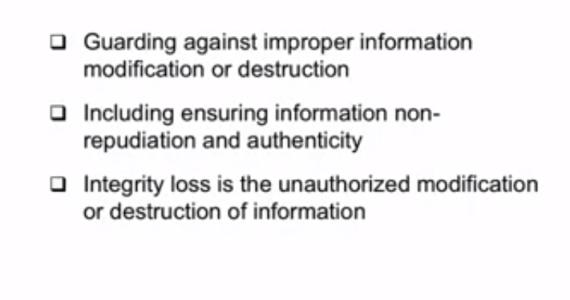 ❑ Guarding against improper information
modification or destruction
❑ Including ensuring information non-
repudiation and authenticity
❑ Integrity loss is the unauthorized modification
or destruction of information